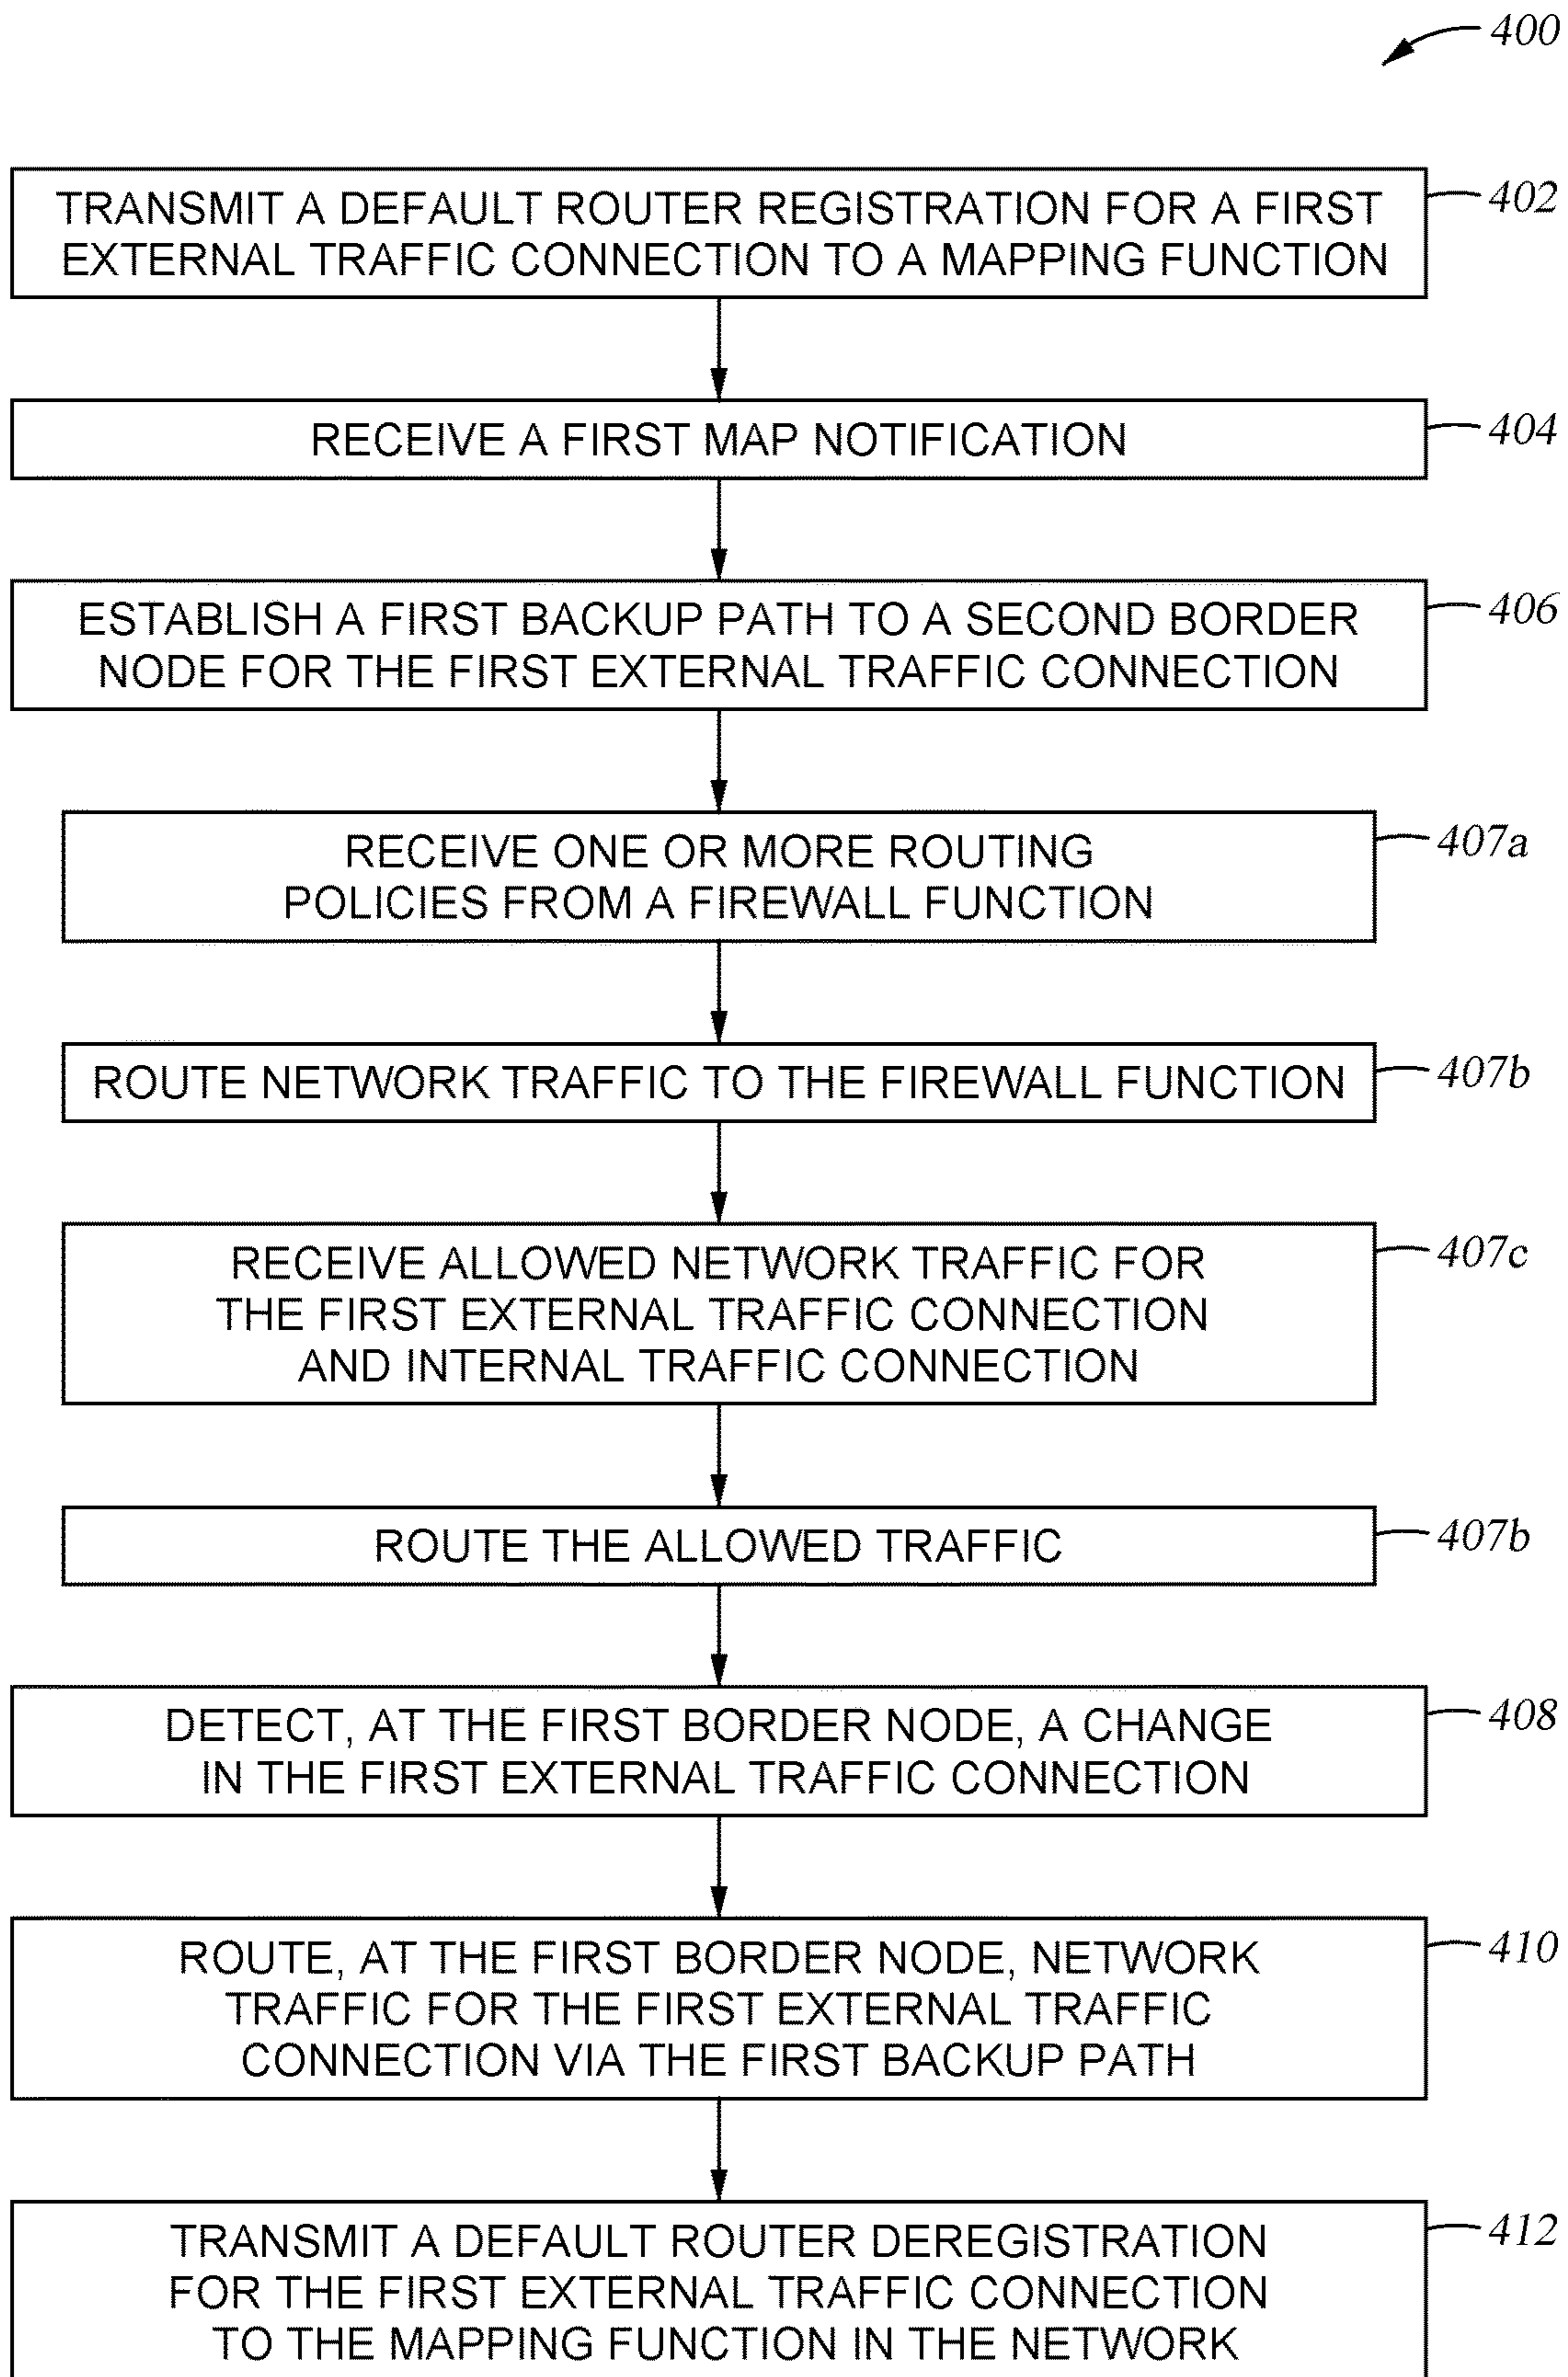 400
TRANSMIT A DEFAULT ROUTER REGISTRATION FOR A FIRST
EXTERNAL TRAFFIC CONNECTION TO A MAPPING FUNCTION
402
RECEIVE A FIRST MAP NOTIFICATION
404
ESTABLISH A FIRST BACKUP PATH TO A SECOND BORDER
NODE FOR THE FIRST EXTERNAL TRAFFIC CONNECTION
406
RECEIVE ONE OR MORE ROUTING
POLICIES FROM A FIREWALL FUNCTION
407a
ROUTE NETWORK TRAFFIC TO THE FIREWALL FUNCTION
407b
RECEIVE ALLOWED NETWORK TRAFFIC FOR
THE FIRST EXTERNAL TRAFFIC CONNECTION
AND INTERNAL TRAFFIC CONNECTION
407c
ROUTE THE ALLOWED TRAFFIC
407b
DETECT, AT THE FIRST BORDER NODE, A CHANGE
IN THE FIRST EXTERNAL TRAFFIC CONNECTION
408
ROUTE, AT THE FIRST BORDER NODE, NETWORK
TRAFFIC FOR THE FIRST EXTERNAL TRAFFIC
CONNECTION VIA THE FIRST BACKUP PATH
410
TRANSMIT A DEFAULT ROUTER DEREGISTRATION
FOR THE FIRST EXTERNAL TRAFFIC CONNECTION
TO THE MAPPING FUNCTION IN THE NETWORK
412